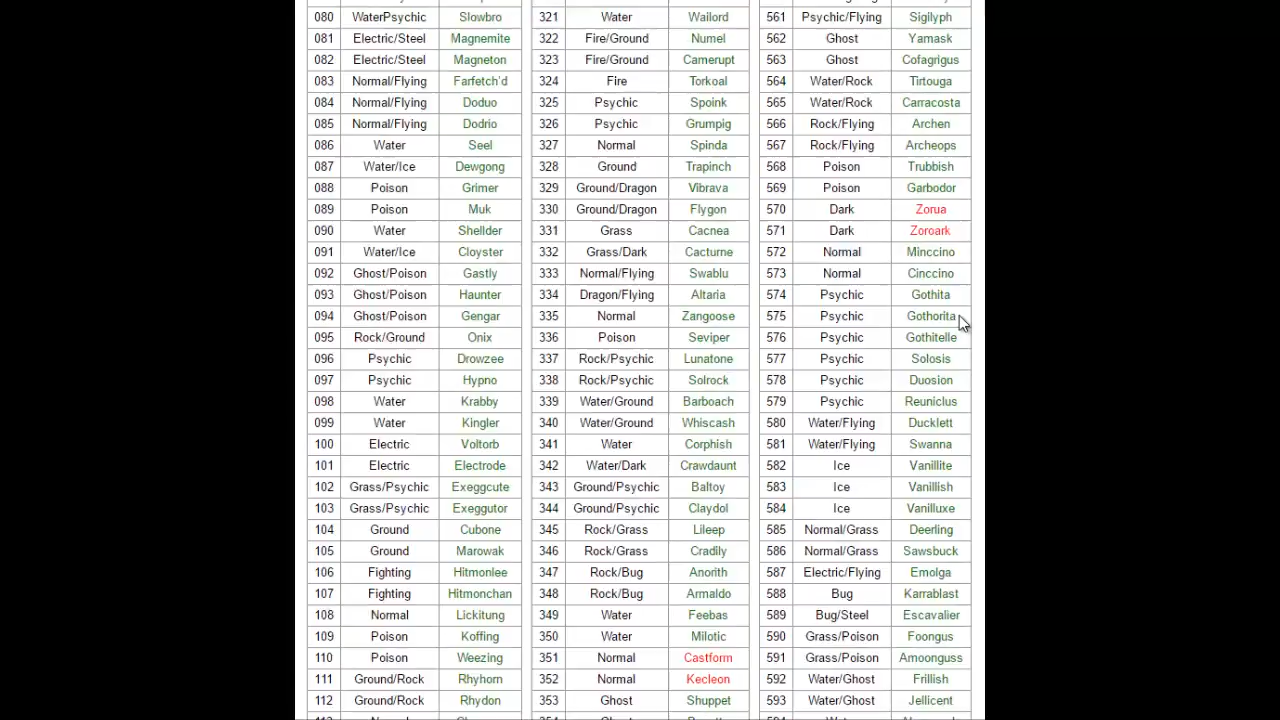 080 WaterPsychic Slowbro 321 Water Wailord 561 Psychic/Flying Sigilyph
081 Electric/Steel Magnemite 322 Fire/Ground Numel 562 Ghost Yamask
082 Electric/Steel Magneton 323 Fire/Ground Camerupt 563 Ghost Cofagrigus
083 Normal/Flying Farfetch'd 324 Fire Torkoal 564 Water/Rock Tirtouga
084 Normal/Flying Doduo 325 Psychic Spoink 565 Water/Rock Carracosta
085 Normal/Flying Dodrio 326 Psychic Grumpig 566 Rock/Flying Archen
086 Water Seel 327 Normal Spinda 567 Rock/Flying Archeops
087 Water/Ice Dewgong 328 Ground Trapinch 568 Poison Trubbish
088 Poison Grimer 329 Ground/Dragon Vibrava 569 Poison Garbodor
089 Poison Muk 330 Ground/Dragon Flygon 570 Dark Zorua
090 Water Shellder 331 Grass Cacnea 571 Dark Zoroark
091 Water/Ice Cloyster 332 Grass/Dark Cacturne 572 Normal Minccino
092 Ghost/Poison Gastly 333 Normal/Flying Swablu 573 Normal Cinccino
093 Ghost/Poison Haunter 334 Dragon/Flying Altaria 574 Psychic Gothita
094 Ghost/Poison Gengar 335 Normal Zangoose 575 Psychic Gothorita
095 Rock/Ground Onix 336 Poison Seviper 576 Psychic Gothitelle
096 Psychic Drowzee 337 Rock/Psychic Lunatone 577 Psychic Solosis
097 Psychic Hypno 338 Rock/Psychic Solrock 578 Psychic Duosion
098 Water Krabby 339 Water/Ground Barboach 579 Psychic Reuniclus
099 Water Kingler 340 Water/Ground Whiscash 580 Water/Flying Ducklett
100 Electric Voltorb 341 Water Corphish 581 Water/Flying Swanna
101 Electric Electrode 342 Water/Dark Crawdaunt 582 Ice Vanillite
102 Grass/Psychic Exeggcute 343 Ground/Psychic Baltoy 583 Ice Vanillish
103 Grass/Psychic Exeggutor 344 Ground/Psychic Claydol 584 Ice Vanilluxe
104 Ground Cubone 345 Rock/Grass Lileep 585 Normal/Grass Deerling
105 Ground Marowak 346 Rock/Grass Cradily 586 Normal/Grass Sawsbuck
106 Fighting Hitmonlee 347 Rock/Bug Anorith 587 Electric/Flying Emolga
107 Fighting Hitmonchan 348 Rock/Bug Armaldo 588 Bug Karrablast
108 Normal Lickitung 349 Water Feebas 589 Bug/Steel Escavalier
109 Poison Koffing 350 Water Milotic 590 Grass/Poison Foongus
110 Poison Weezing 351 Normal Castform 591 Grass/Poison Amoonguss
111 Ground/Rock Rhyhorn 352 Normal Kecleon 592 Water/Ghost Frillish
112 Ground/Rock Rhydon 353 Ghost Shuppet 593 Water/Ghost Jellicent